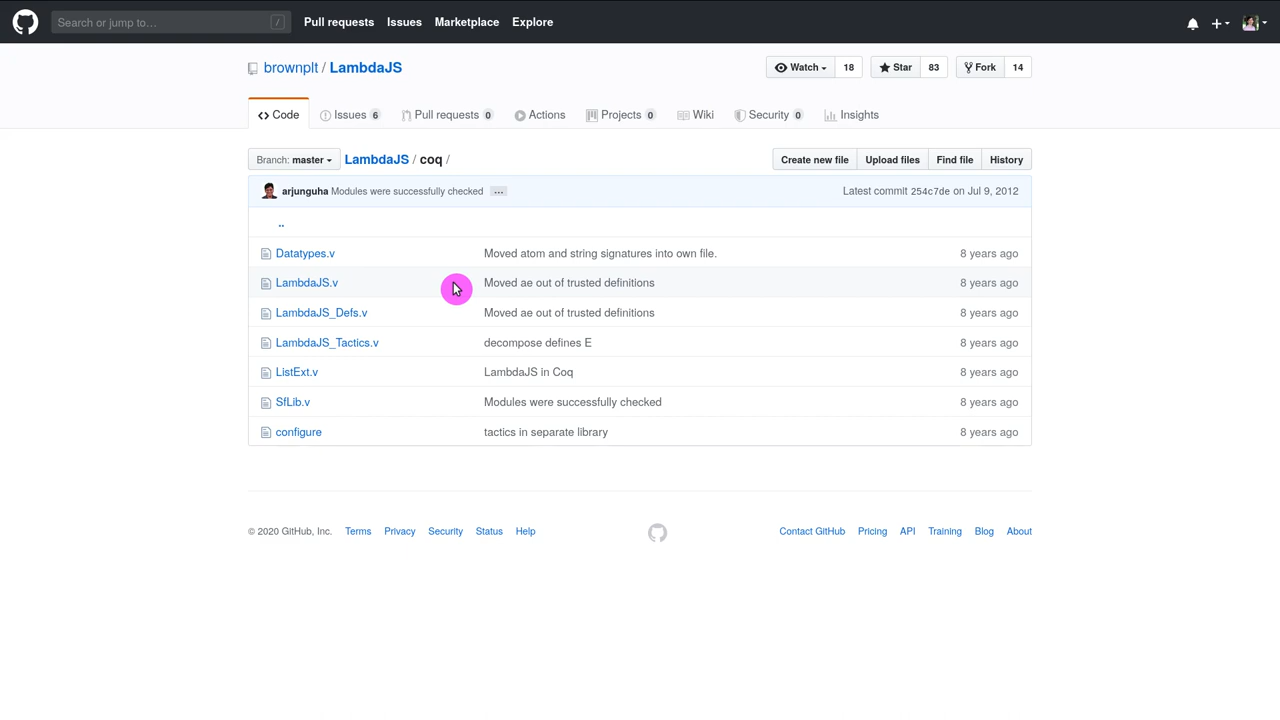 Search or jump to… / Pull requests Issues Marketplace Explore
brownplt / LambdaJS Watch 18 Star 83 Fork 14
Code Issues 6 Pull requests 0 Actions Projects 0 Wiki Security 0 Insights
Branch: master LambdaJS / coq / Create new file Upload files Find file History
arjunguha Modules were successfully checked … Latest commit 254c7de on Jul 9, 2012
..
Datatypes.v Moved atom and string signatures into own file. 8 years ago
LambdaJS.v Moved ae out of trusted definitions 8 years ago
LambdaJS_Defs.v Moved ae out of trusted definitions 8 years ago
LambdaJS_Tactics.v decompose defines E 8 years ago
ListExt.v LambdaJS in Coq 8 years ago
SfLib.v Modules were successfully checked 8 years ago
configure tactics in separate library 8 years ago
© 2020 GitHub, Inc. Terms Privacy Security Status Help Contact GitHub Pricing API Training Blog About